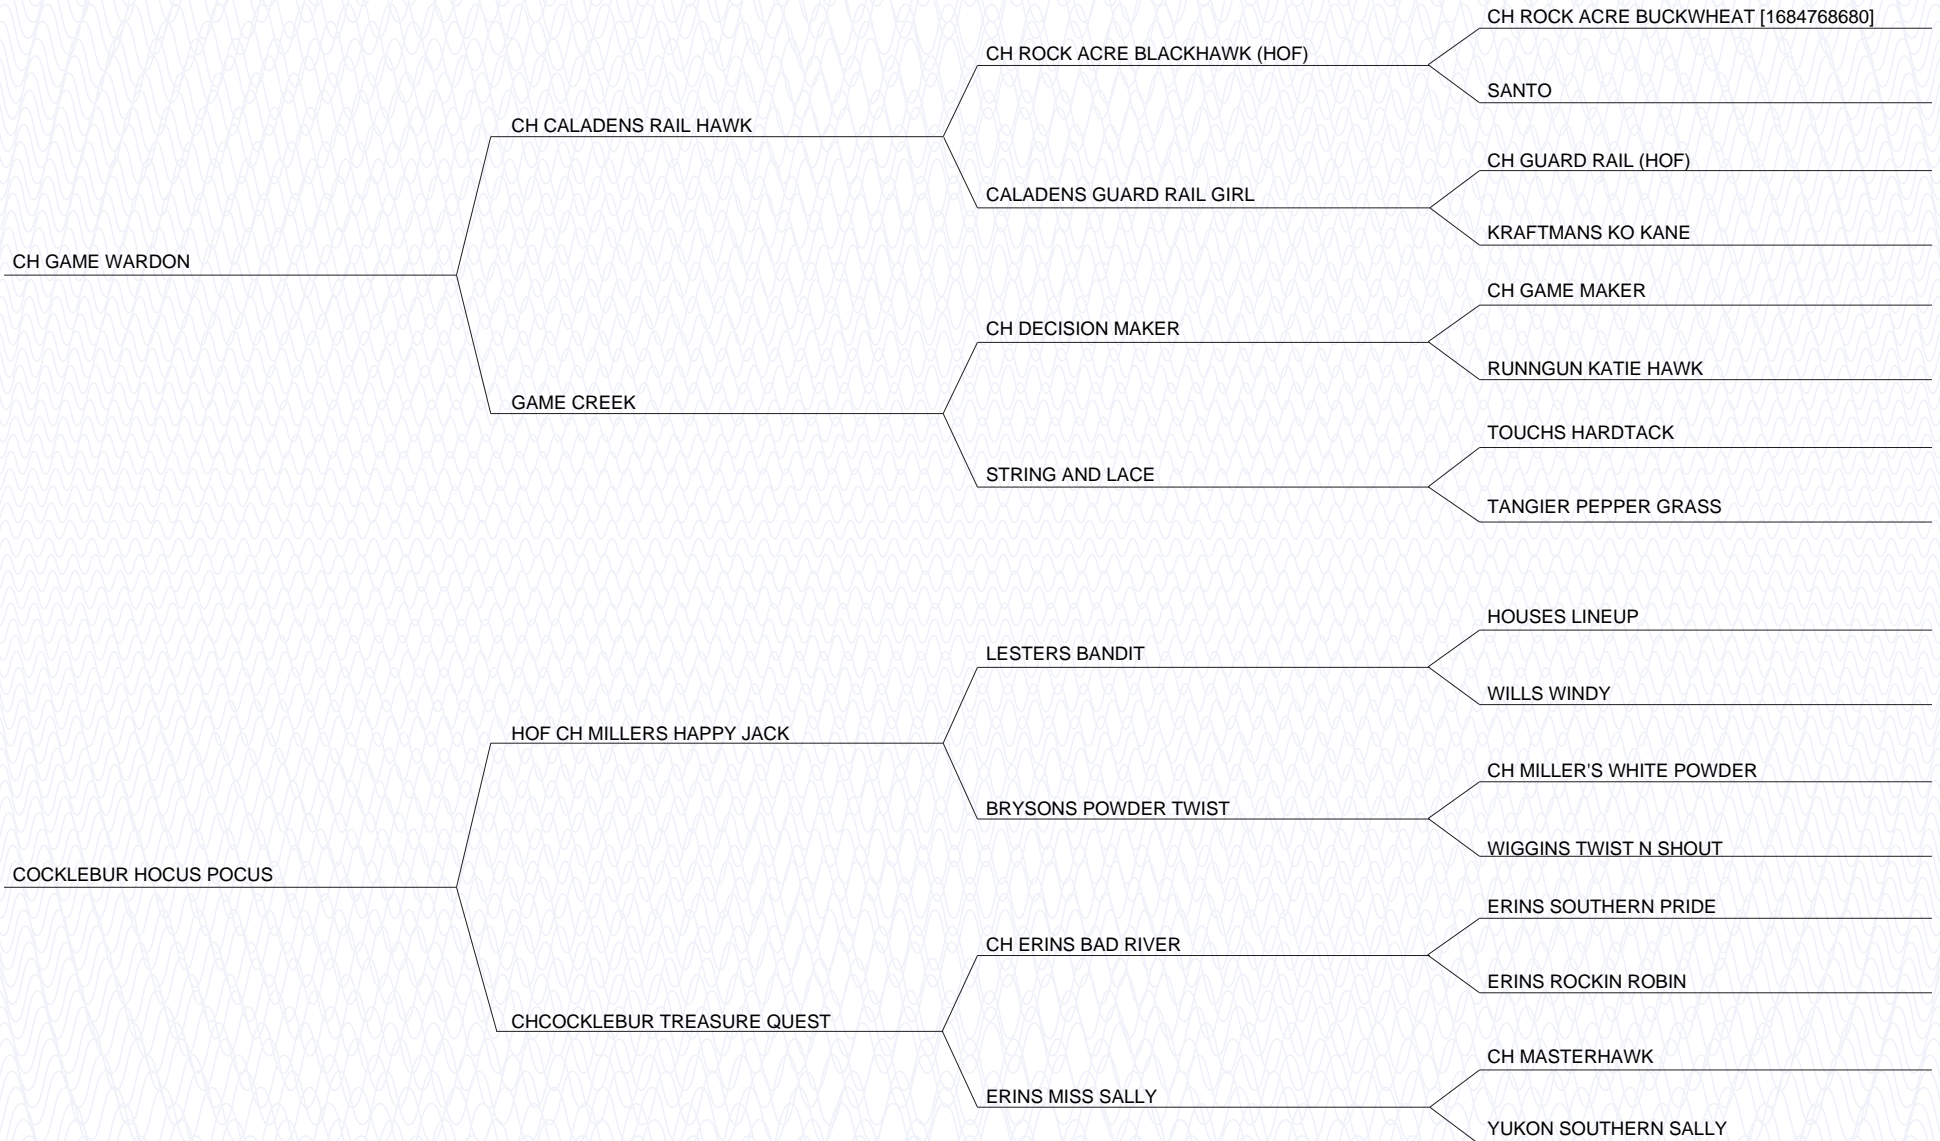 CH ROCK ACRE BUCKWHEAT [1684768680]
CH ROCK ACRE BLACKHAWK (HOF)
SANTO
CH CALADENS RAIL HAWK
CH GUARD RAIL (HOF)
CALADENS GUARD RAIL GIRL
KRAFTMANS KO KANE
CH GAME WARDON
CH GAME MAKER
CH DECISION MAKER
RUNNGUN KATIE HAWK
GAME CREEK
TOUCHS HARDTACK
STRING AND LACE
TANGIER PEPPER GRASS
HOUSES LINEUP
LESTERS BANDIT
WILLS WINDY
HOF CH MILLERS HAPPY JACK
CH MILLER'S WHITE POWDER
BRYSONS POWDER TWIST
WIGGINS TWIST N SHOUT
COCKLEBUR HOCUS POCUS
ERINS SOUTHERN PRIDE
CH ERINS BAD RIVER
ERINS ROCKIN ROBIN
CHCOCKLEBUR TREASURE QUEST
CH MASTERHAWK
ERINS MISS SALLY
YUKON SOUTHERN SALLY